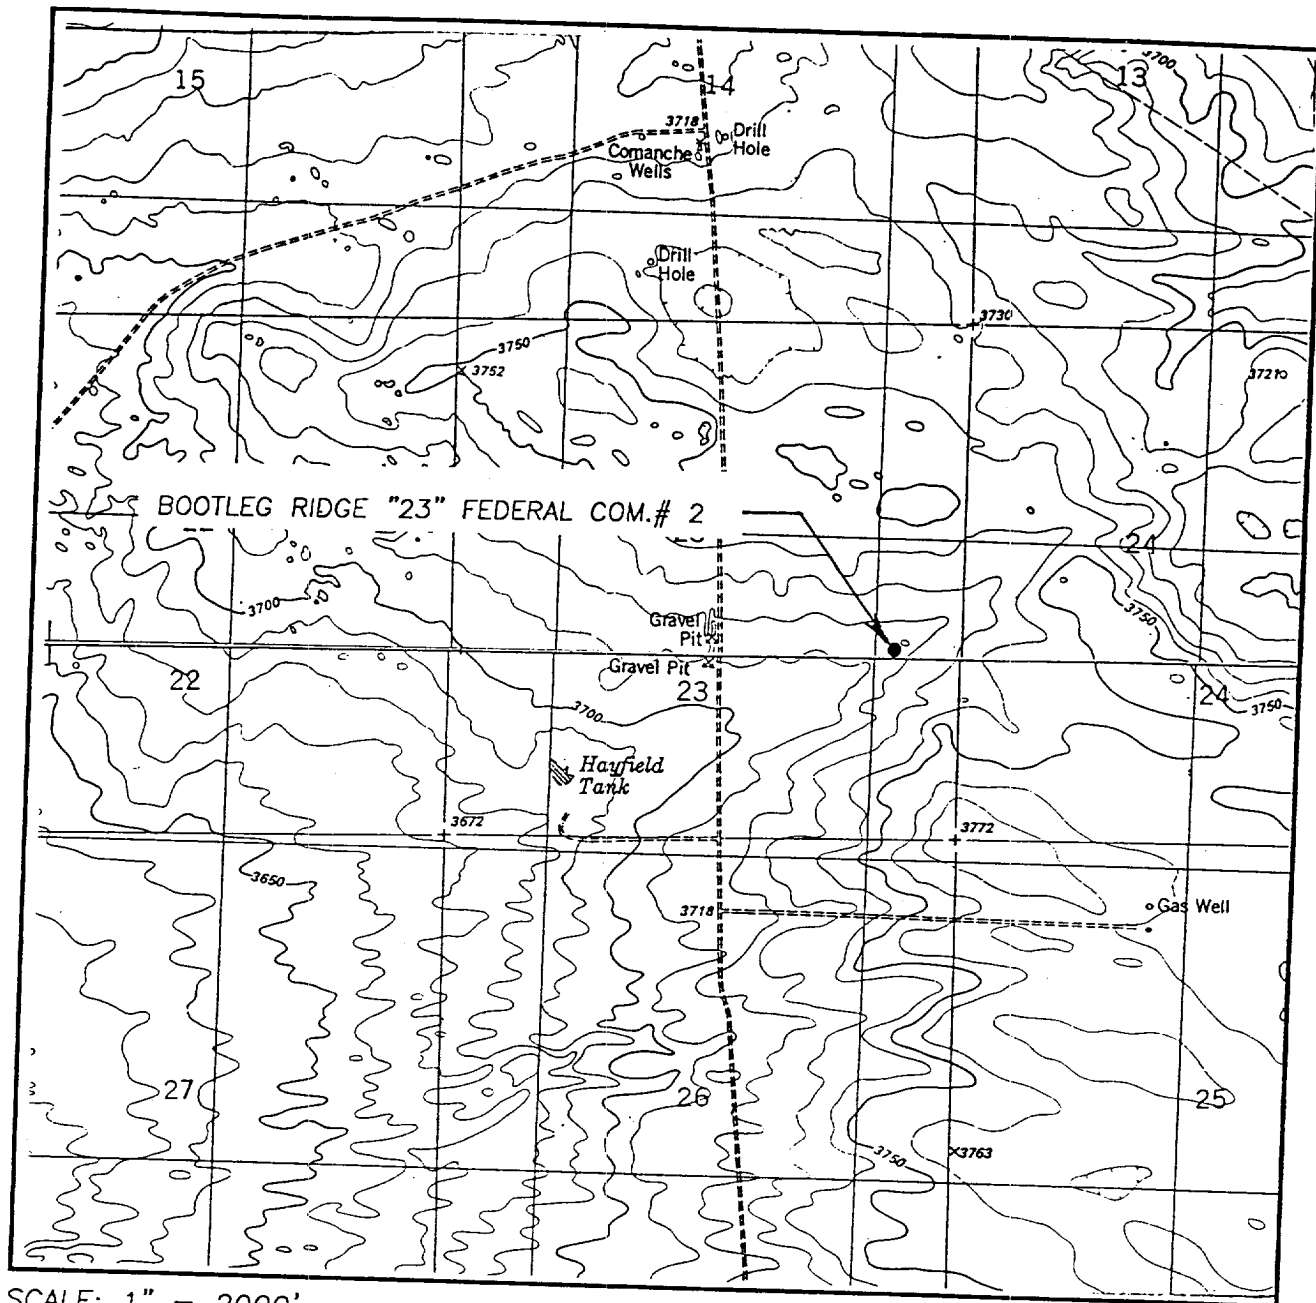 15
14
13
3700
3718
Drill
Hole
Comanche
Wells
Drill
Hole
3730
3750
3752
3721
BOOTLEG RIDGE "23" FEDERAL COM.# 2
24
3700
3750
Gravel
Pit
Gravel Pit
22
23
24
3700
3750
Hayfield
Tank
3672
3772
3650
3718
Gas Well
27
26
25
3750
3763
SCALE: 1" = 2000'